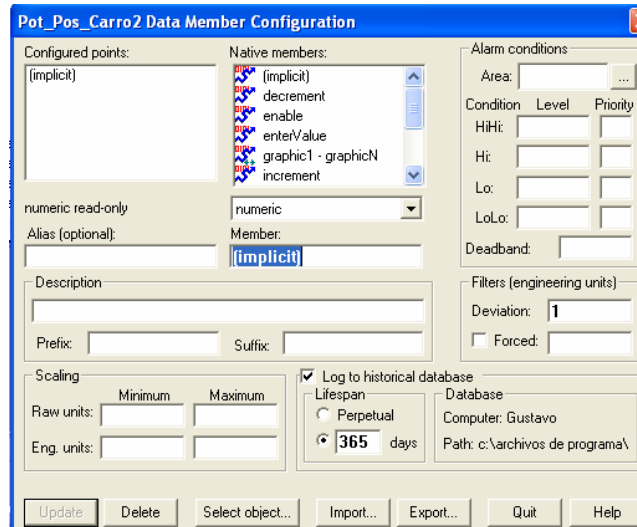 Pot_Pos_Carro2 Data Member Configuration
Configured points:
(implicit)
Native members:
(implicit)
decrement
enable
enterValue
graphic1 - graphicN
increment
numeric read-only
numeric
Alias (optional):
Member:
(implicit)
Description
Prefix:
Suffix:
Scaling
Minimum Maximum
Raw units:
Eng. units:
Alarm conditions
Area: ...
Condition Level Priority
HiHi:
Hi:
Lo:
LoLo:
Deadband:
Filters (engineering units)
Deviation: 1
Forced:
Log to historical database
Lifespan
Perpetual
365 days
Database
Computer: Gustavo
Path: c:\archivos de programa\
Update Delete Select object... Import... Export... Quit Help